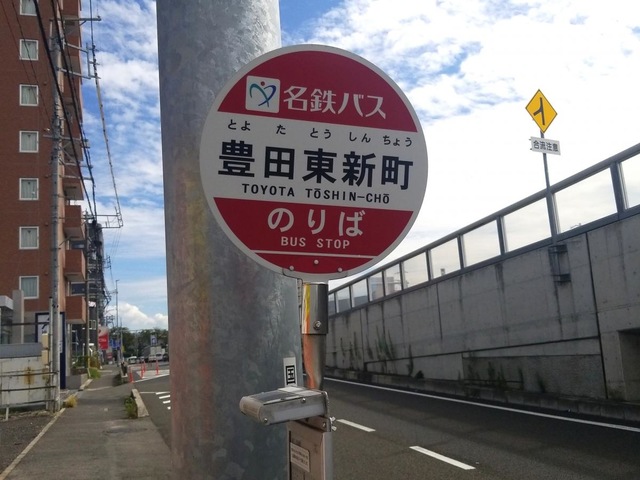 名鉄バス
とよ た とう しん ちょう
豊田東新町
TOYOTA TŌSHIN-CHŌ
のりば
BUS STOP
合流注意